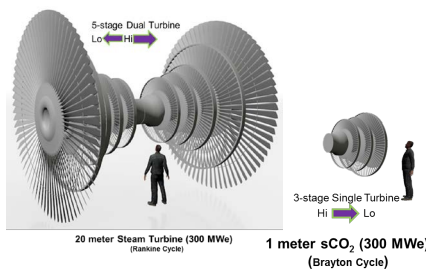 5-stage Dual Turbine
Lo Hi
20 meter Steam Turbine (300 MWe)
(Rankine Cycle)
3-stage Single Turbine
Hi Lo
1 meter sCO₂ (300 MWe)
(Brayton Cycle)